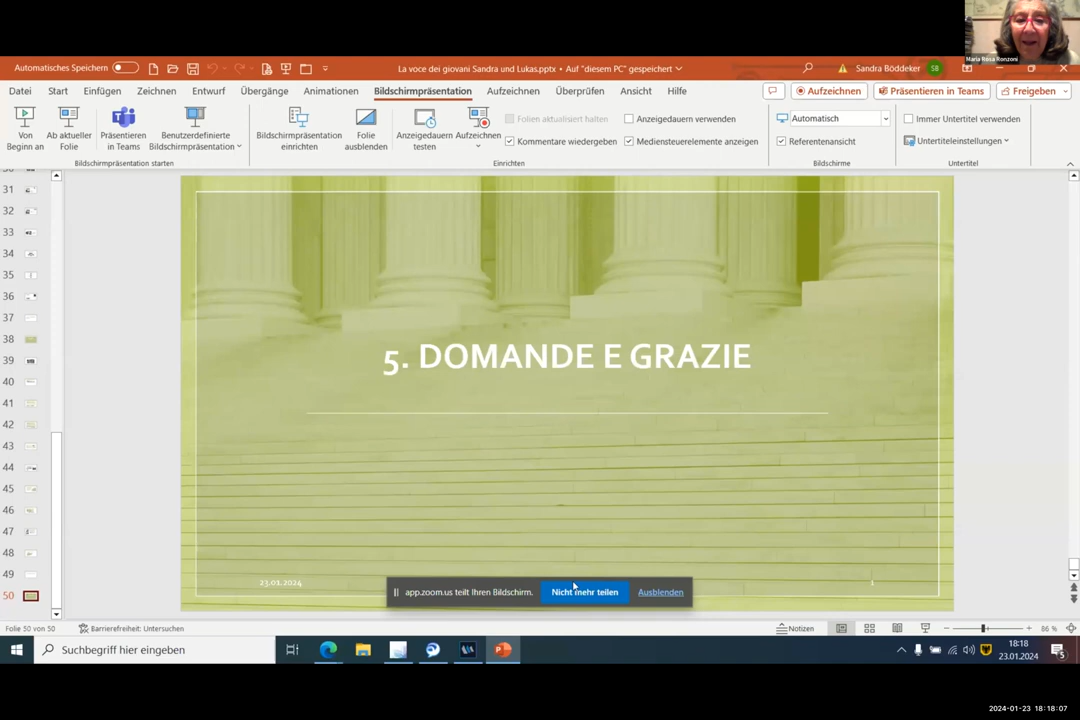 Maria Rosa Ronzoni
Automatisches Speichern
La voce dei giovani Sandra und Lukas.pptx • Auf "diesem PC" gespeichert
Sandra Böddeker
SB
Datei Start Einfügen Zeichnen Entwurf Übergänge Animationen Bildschirmpräsentation Aufzeichnen Überprüfen Ansicht Hilfe
Aufzeichnen
Präsentieren in Teams
Freigeben
Von Beginn an
Ab aktueller Folie
Präsentieren in Teams
Benutzerdefinierte Bildschirmpräsentation
Bildschirmpräsentation einrichten
Folie ausblenden
Anzeigedauern testen
Aufzeichnen
Folien aktualisiert halten
Kommentare wiedergeben
Anzeigedauern verwenden
Mediensteuerelemente anzeigen
Automatisch
Referentenansicht
Immer Untertitel verwenden
Untertiteleinstellungen
Bildschirmpräsentation starten
Einrichten
Bildschirme
Untertitel
31
32
33
34
35
36
37
38
39
40
41
42
43
44
45
46
47
48
49
50
5. DOMANDE E GRAZIE
23.01.2024
1
app.zoom.us teilt Ihren Bildschirm.
Nicht mehr teilen
Ausblenden
Folie 50 von 50
Barrierefreiheit: Untersuchen
Notizen
86 %
Suchbegriff hier eingeben
18:18
23.01.2024
5
2024-01-23 18:18:07